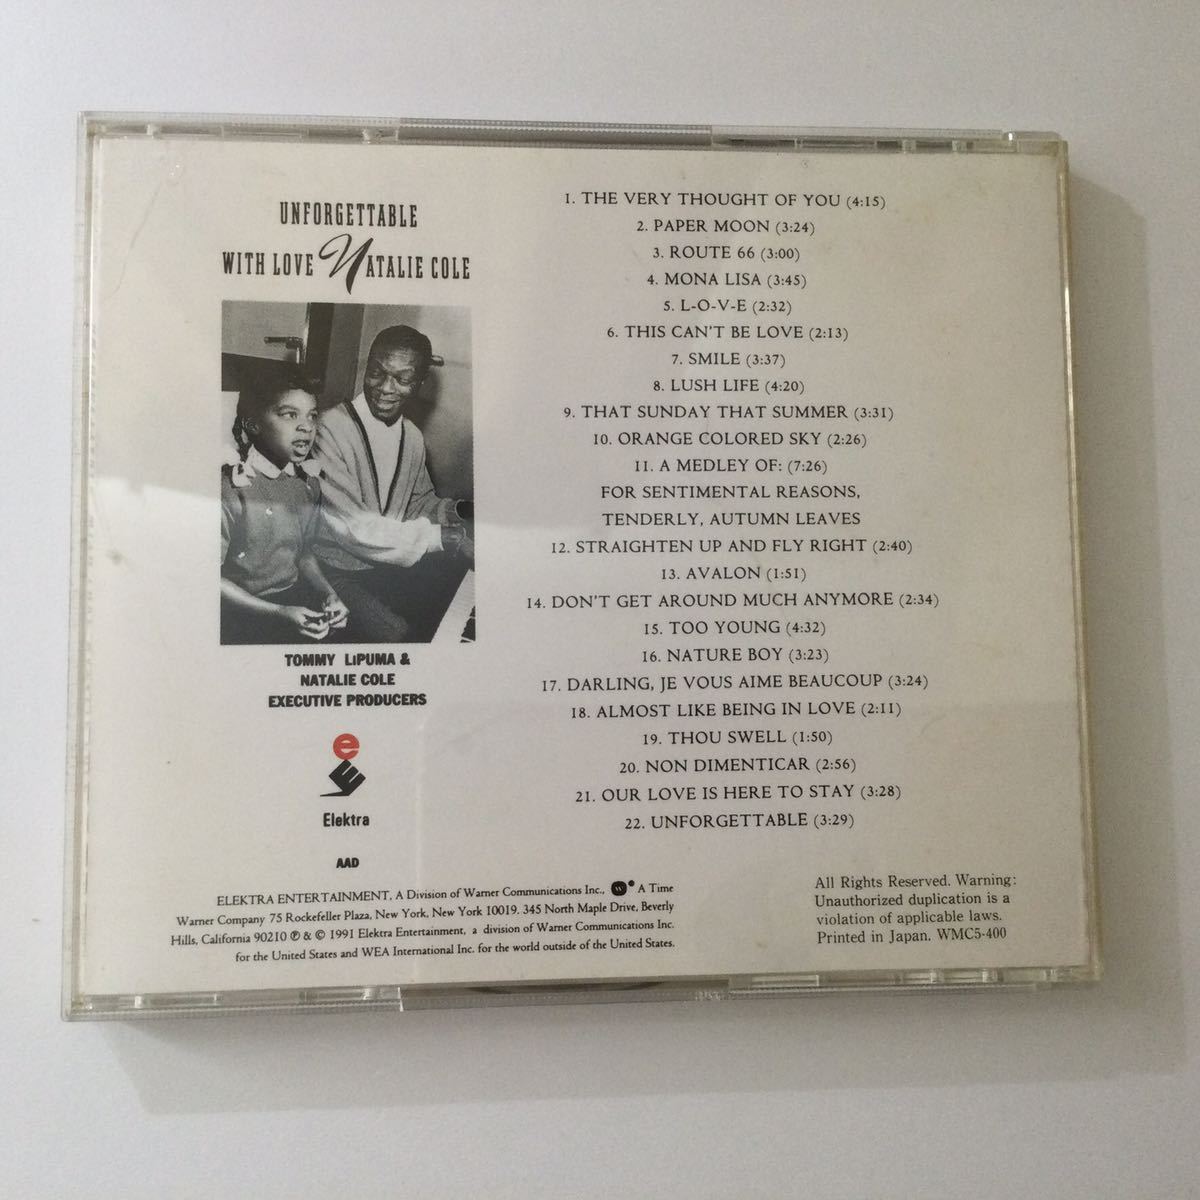 UNFORGETTABLE
WITH LOVE NATALIE COLE
TOMMY LiPUMA &
NATALIE COLE
EXECUTIVE PRODUCERS
e
Elektra
AAD
1. THE VERY THOUGHT OF YOU (4:15)
2. PAPER MOON (3:24)
3. ROUTE 66 (3:00)
4. MONA LISA (3:45)
5. L-O-V-E (2:32)
6. THIS CAN'T BE LOVE (2:13)
7. SMILE (3:37)
8. LUSH LIFE (4:20)
9. THAT SUNDAY THAT SUMMER (3:31)
10. ORANGE COLORED SKY (2:26)
11. A MEDLEY OF: (7:26)
FOR SENTIMENTAL REASONS,
TENDERLY, AUTUMN LEAVES
12. STRAIGHTEN UP AND FLY RIGHT (2:40)
13. AVALON (1:51)
14. DON'T GET AROUND MUCH ANYMORE (2:34)
15. TOO YOUNG (4:32)
16. NATURE BOY (3:23)
17. DARLING, JE VOUS AIME BEAUCOUP (3:24)
18. ALMOST LIKE BEING IN LOVE (2:11)
19. THOU SWELL (1:50)
20. NON DIMENTICAR (2:56)
21. OUR LOVE IS HERE TO STAY (3:28)
22. UNFORGETTABLE (3:29)
ELEKTRA ENTERTAINMENT, A Division of Warner Communications Inc., A Time
Warner Company 75 Rockefeller Plaza, New York, New York 10019. 345 North Maple Drive, Beverly
Hills, California 90210 ℗ & © 1991 Elektra Entertainment, a division of Warner Communications Inc.
for the United States and WEA International Inc. for the world outside of the United States.
All Rights Reserved. Warning:
Unauthorized duplication is a
violation of applicable laws.
Printed in Japan. WMC5-400